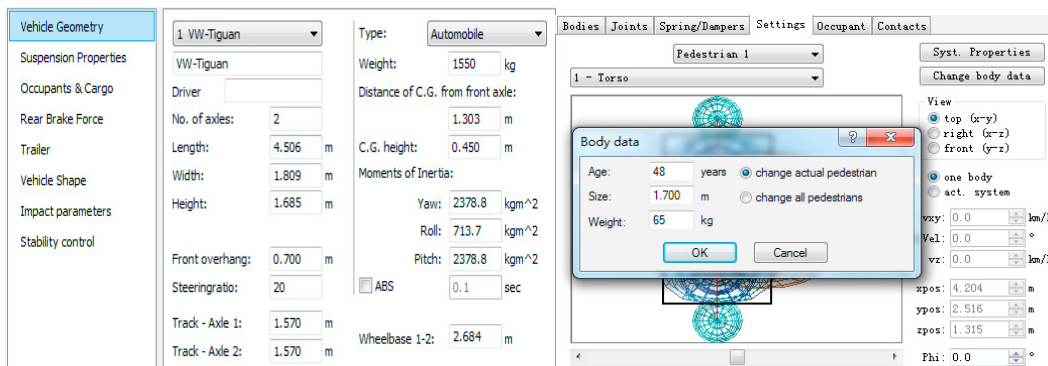 Vehicle Geometry
Suspension Properties
Occupants & Cargo
Rear Brake Force
Trailer
Vehicle Shape
Impact parameters
Stability control
1 VW-Tiguan
VW-Tiguan
Driver
No. of axles: 2
Length: 4.506 m
Width: 1.809 m
Height: 1.685 m
Front overhang: 0.700 m
Steeringratio: 20
Track - Axle 1: 1.570 m
Track - Axle 2: 1.570 m
Type: Automobile
Weight: 1550 kg
Distance of C.G. from front axle:
1.303 m
C.G. height: 0.450 m
Moments of Inertia:
Yaw: 2378.8 kgm^2
Roll: 713.7 kgm^2
Pitch: 2378.8 kgm^2
ABS 0.1 sec
Wheelbase 1-2: 2.684 m
Bodies Joints Spring/Dampers Settings Occupant Contacts
Pedestrian 1
1 - Torso
Body data
Age: 48 years change actual pedestrian
Size: 1.700 m change all pedestrians
Weight: 65 kg
OK Cancel
Syst. Properties
Change body data
View
top (x-y)
right (x-z)
front (y-z)
one body
act. system
vxy: 0.0
Vel: 0.0 °
vz: 0.0
xpos: 4.204 m
ypos: 2.516 m
zpos: 1.315 m
Phi: 0.0 °